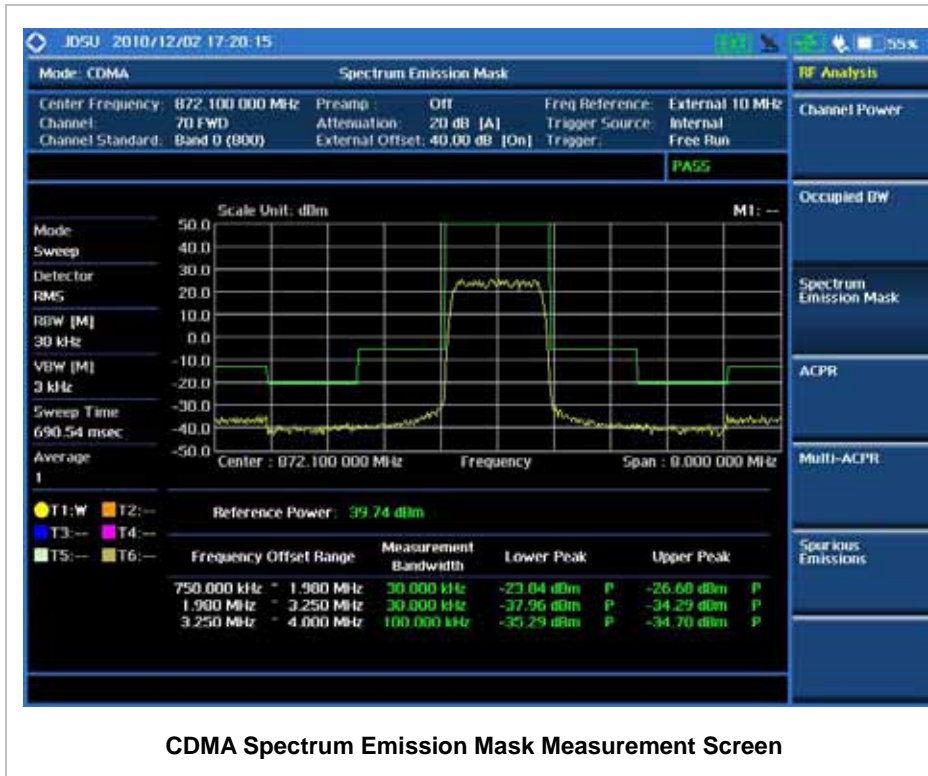 JDSU 2010/12/02 17:20:15
EXT
55%
Mode: CDMA
Spectrum Emission Mask
RF Analysis
Center Frequency: 872.100 000 MHz
Preamp : Off
Freq Reference: External 10 MHz
Channel: 70 FWD
Attenuation: 20 dB [A]
Trigger Source: Internal
Channel Standard: Band 0 (800)
External Offset: 40.00 dB [On]
Trigger: Free Run
PASS
Channel Power
Occupied BW
Spectrum
Emission Mask
ACPR
Multi-ACPR
Spurious
Emissions
Scale Unit: dBm
M1: --
Mode
Sweep
Detector
RMS
RBW [M]
30 kHz
VBW [M]
3 kHz
Sweep Time
690.54 msec
Average
1
T1:W T2:--
T3:-- T4:--
T5:-- T6:--
50.0
40.0
30.0
20.0
10.0
0.0
-10.0
-20.0
-30.0
-40.0
-50.0
Center : 872.100 000 MHz
Frequency
Span : 8.000 000 MHz
Reference Power: 39.74 dBm
Frequency Offset Range
Measurement
Bandwidth
Lower Peak
Upper Peak
750.000 kHz ~ 1.980 MHz 30.000 kHz -23.04 dBm P -26.68 dBm P
1.980 MHz ~ 3.250 MHz 30.000 kHz -37.96 dBm P -34.29 dBm P
3.250 MHz ~ 4.000 MHz 100.000 kHz -35.29 dBm P -34.70 dBm P
CDMA Spectrum Emission Mask Measurement Screen